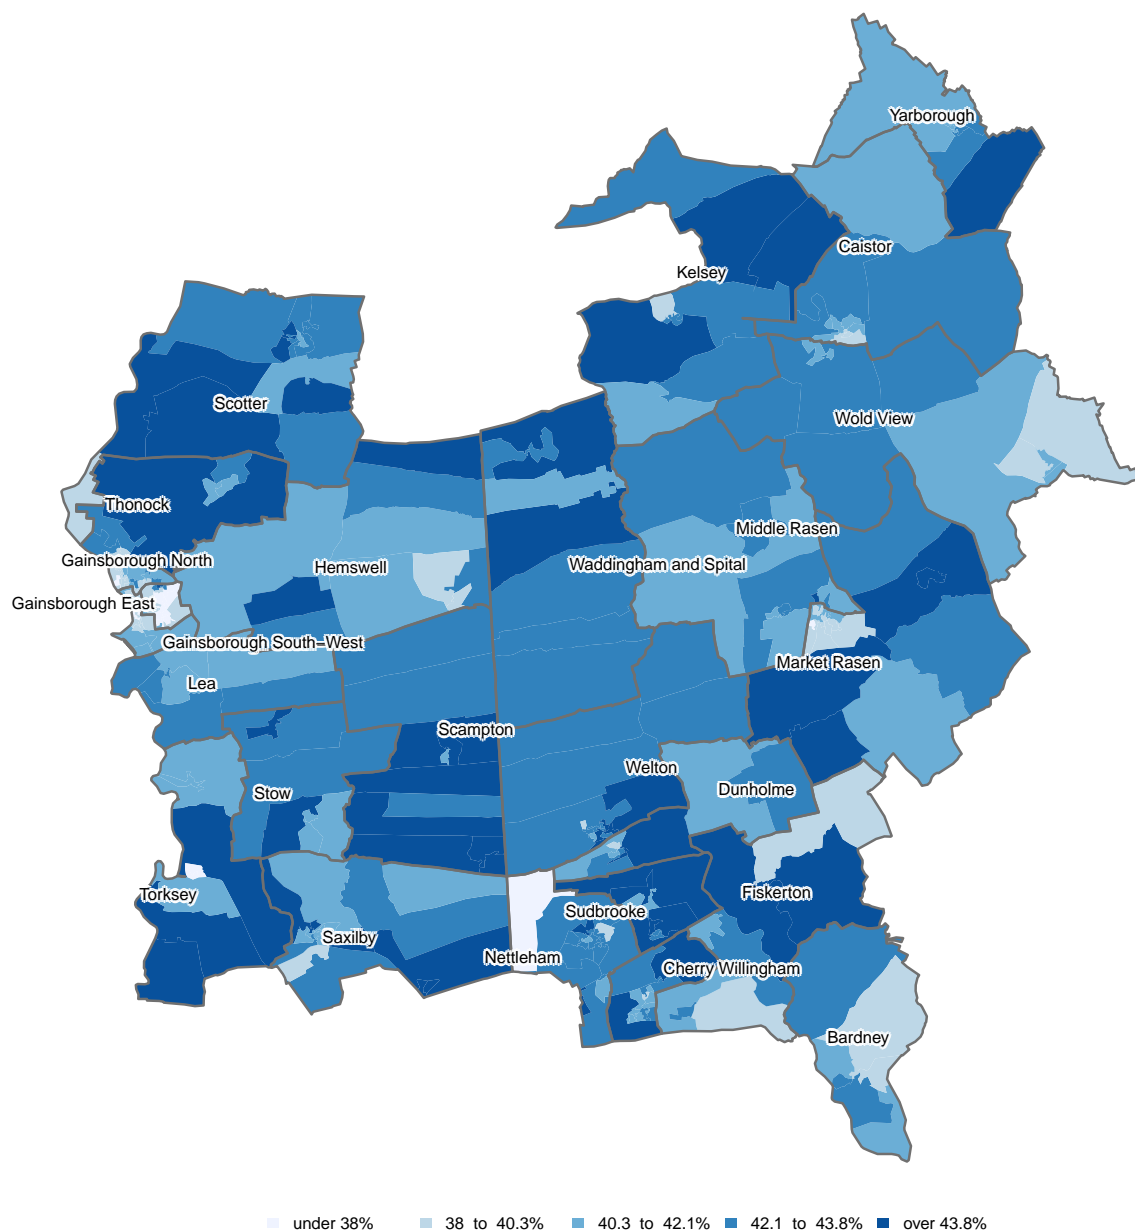 Yarborough
Caistor
Kelsey
Scotter
Wold View
Thonock
Middle Rasen
Gainsborough North
Hemswell
Waddingham and Spital
Gainsborough East
Gainsborough South−West
Market Rasen
Lea
Scampton
Welton
Stow
Dunholme
Torksey
Fiskerton
Sudbrooke
Saxilby
Nettleham
Cherry Willingham
Bardney
under 38% 38 to 40.3% 40.3 to 42.1% 42.1 to 43.8% over 43.8%